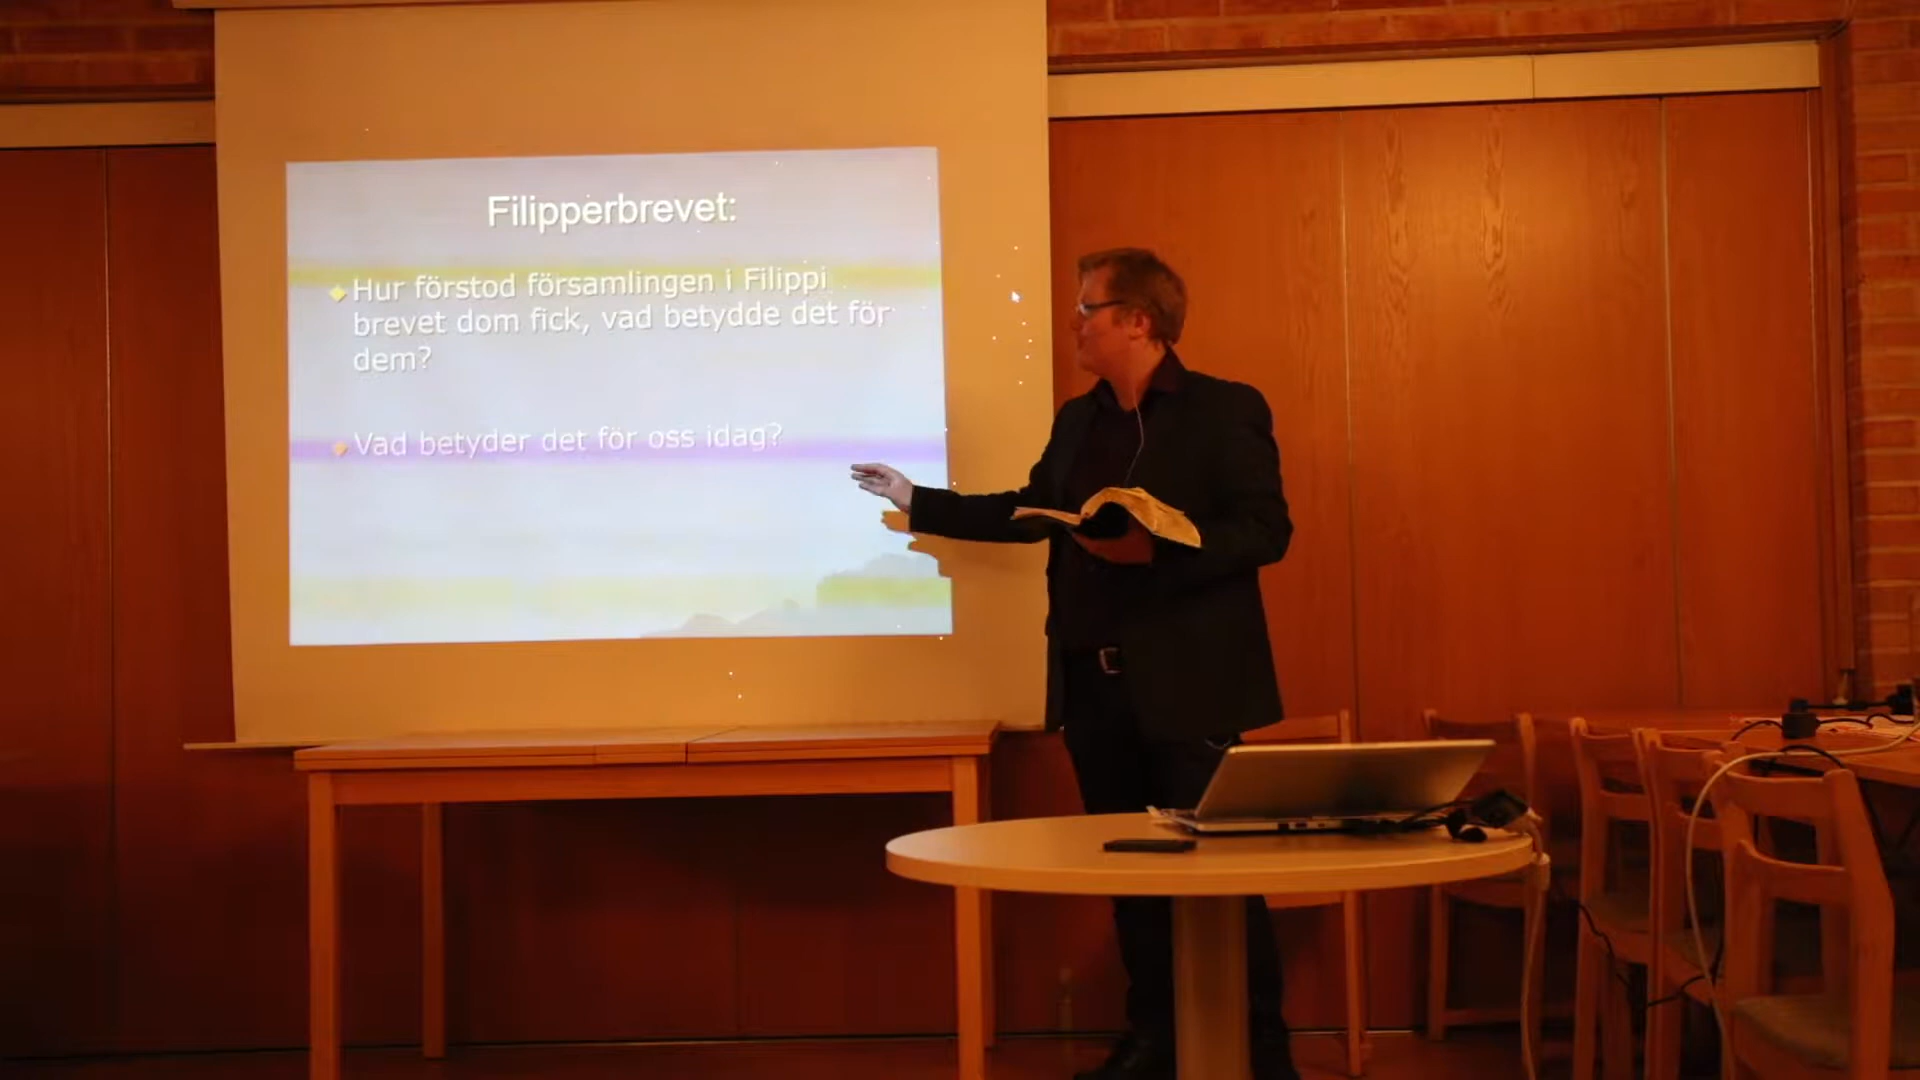 Filipperbrevet:
Hur förstod församlingen i Filippi
brevet dom fick, vad betydde det för
dem?
Vad betyder det för oss idag?